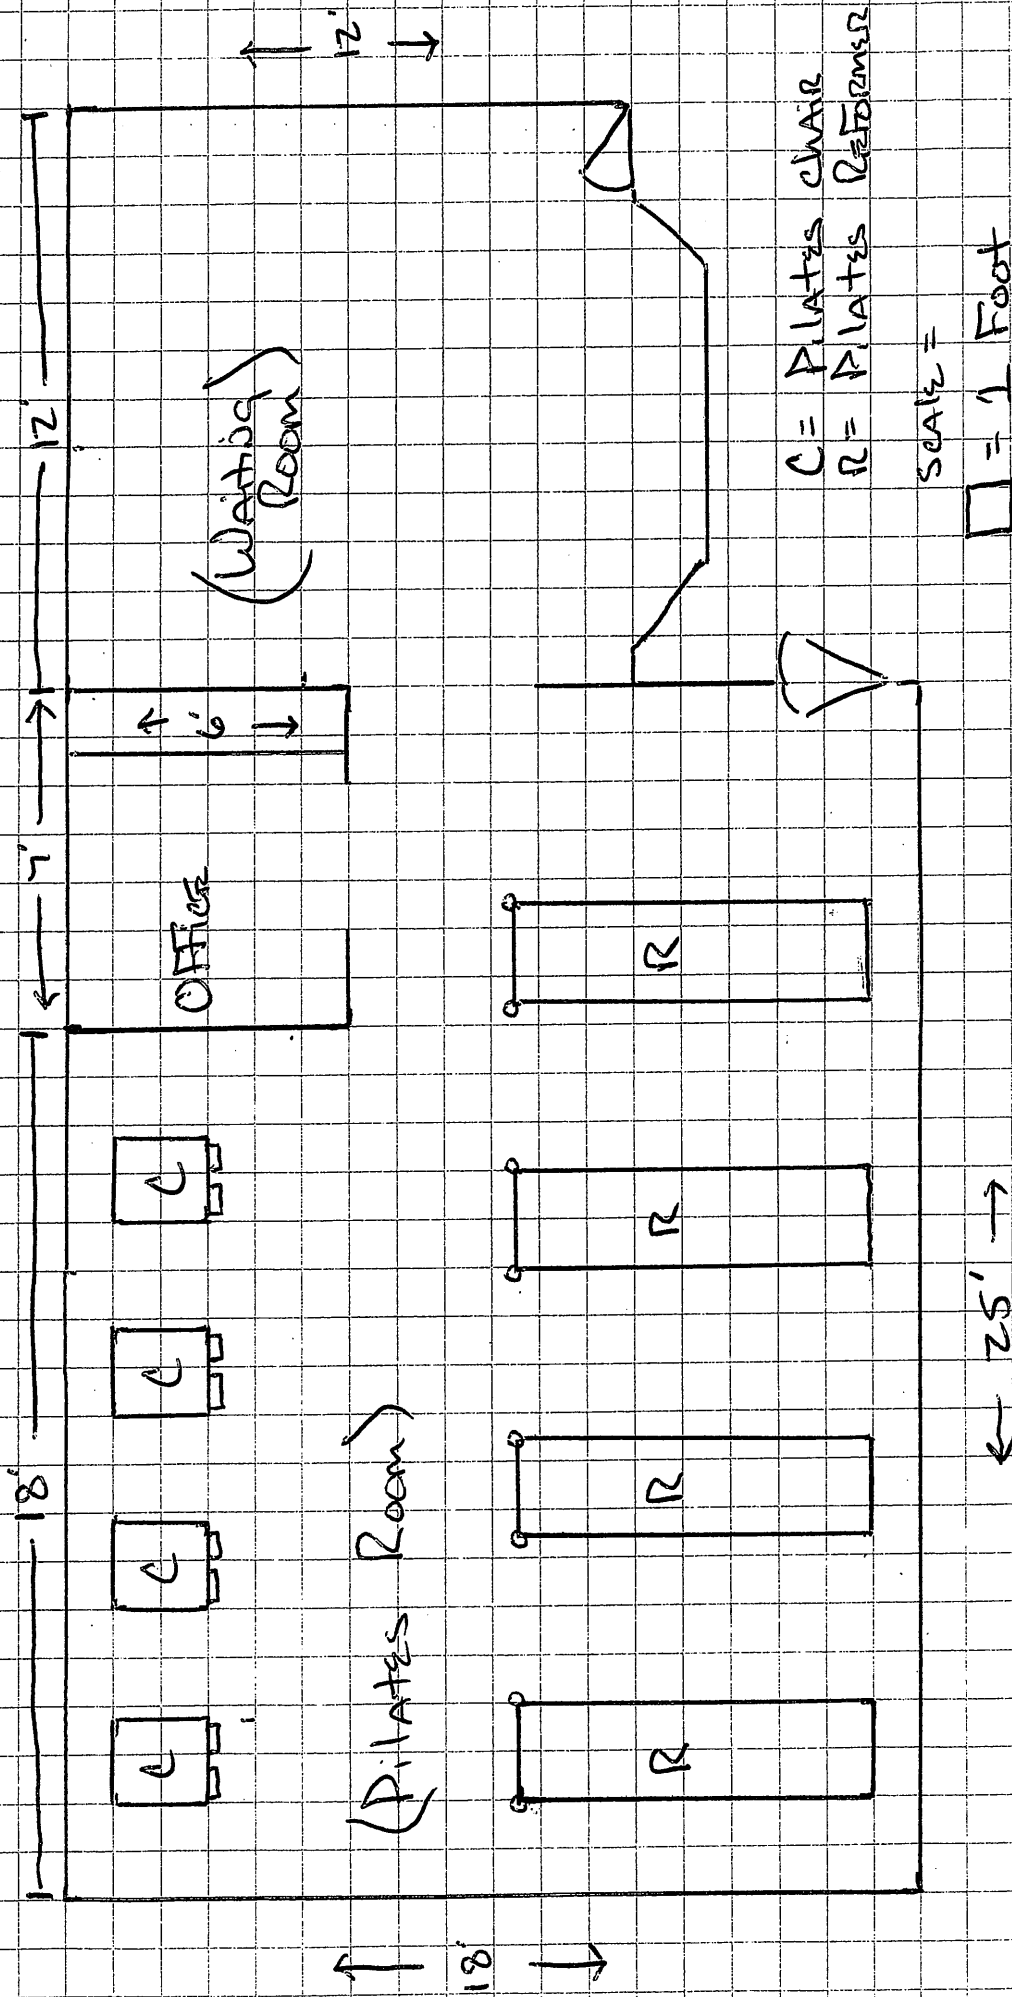 18'
7'
12'
C
C
C
C
Office
6'
(Waiting
Room)
12'
18'
(Pilates Room)
R
R
R
R
C= Pilates Chair
R= Pilates Reformer
Scale =
□ = 1 Foot
25'